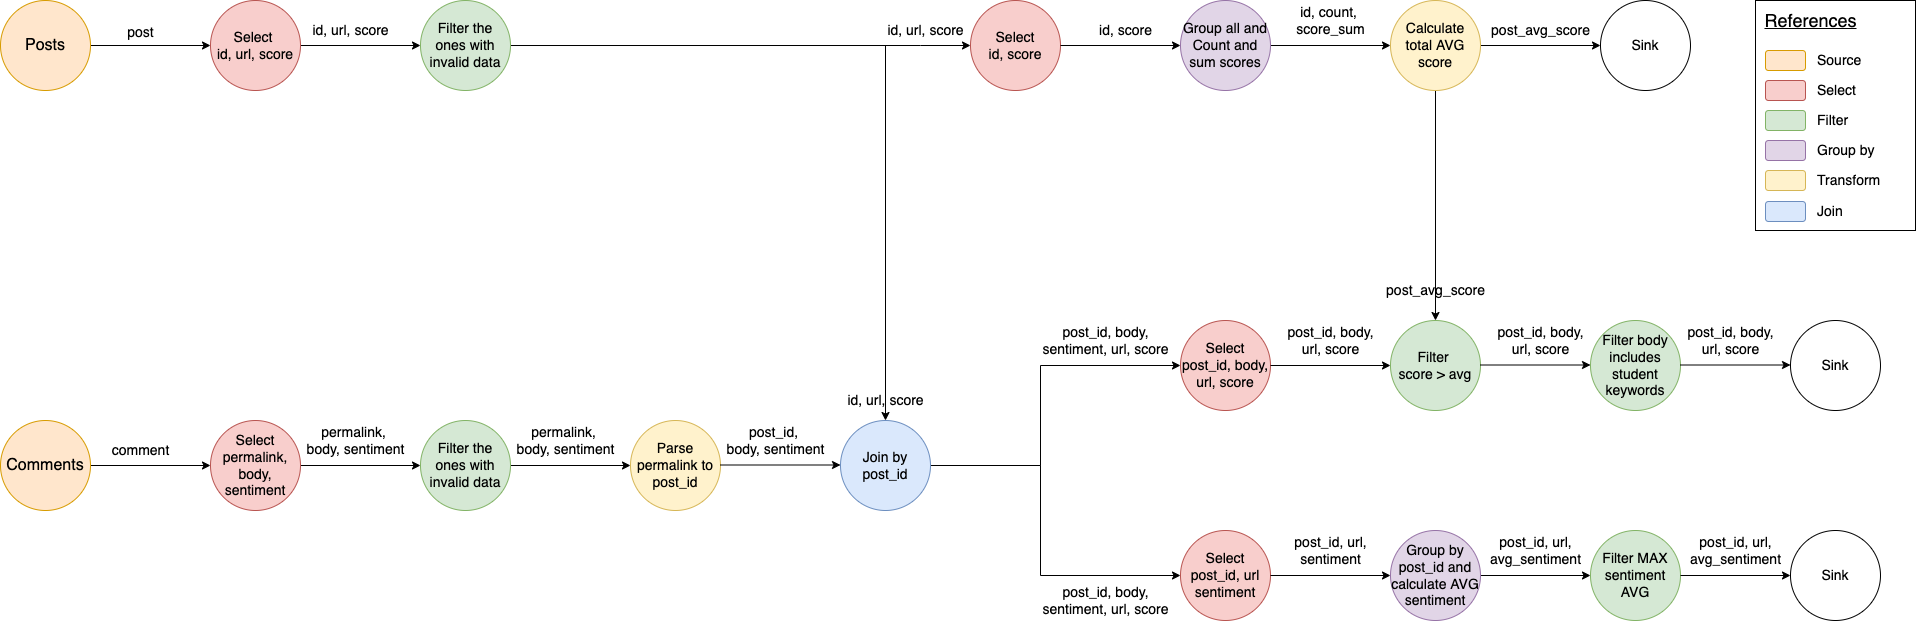 Posts
post
Select
id, url, score
id, url, score
Filter the
ones with
invalid data
id, url, score
Select
id, score
id, score
Group all and
Count and
sum scores
id, count,
score_sum
Calculate
total AVG
score
post_avg_score
Sink
References
Source
Select
Filter
Group by
Transform
Join
post_avg_score
id, url, score
Comments
comment
Select
permalink,
body,
sentiment
permalink,
body, sentiment
Filter the
ones with
invalid data
permalink,
body, sentiment
Parse
permalink to
post_id
post_id,
body, sentiment
Join by
post_id
post_id, body,
sentiment, url, score
Select
post_id, body,
url, score
post_id, body,
url, score
Filter
score > avg
post_id, body,
url, score
Filter body
includes
student
keywords
post_id, body,
url, score
Sink
post_id, body,
sentiment, url, score
Select
post_id, url
sentiment
post_id, url,
sentiment
Group by
post_id and
calculate AVG
sentiment
post_id, url,
avg_sentiment
Filter MAX
sentiment
AVG
post_id, url,
avg_sentiment
Sink